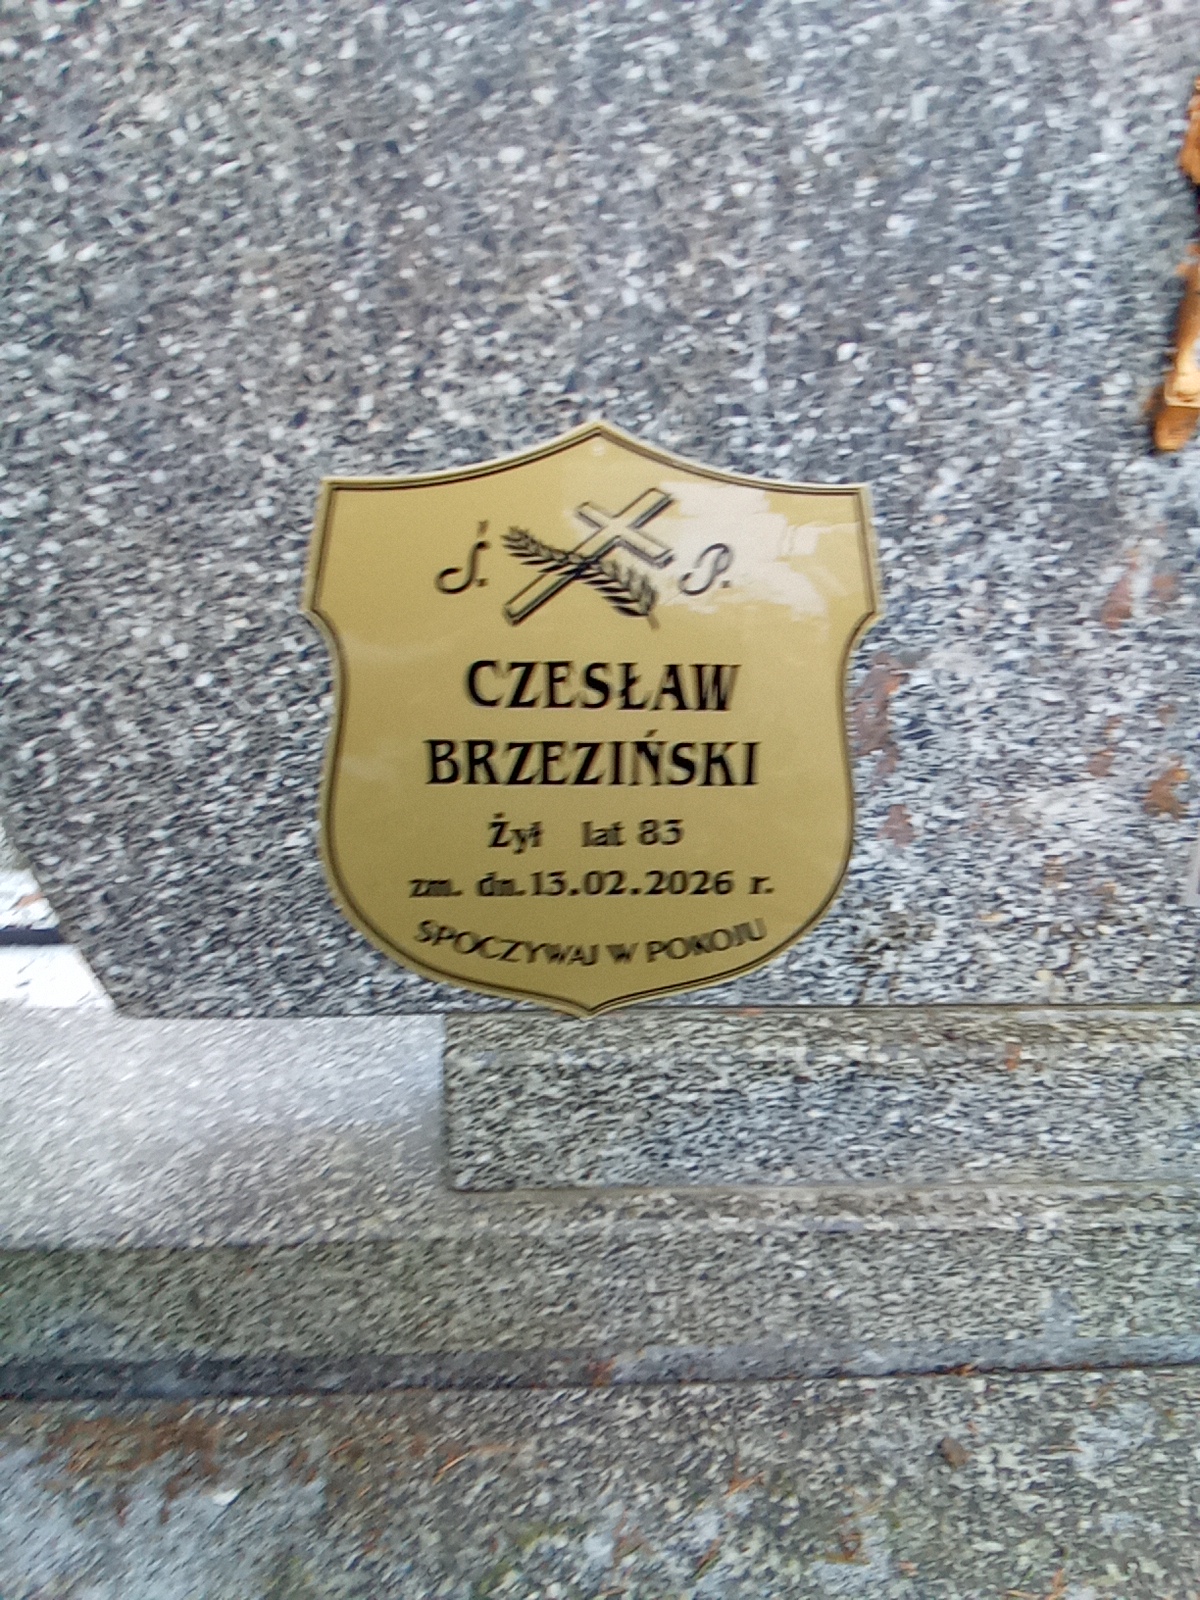 Ś. P.
CZESŁAW
BRZEZIŃSKI
Żył lat 83
zm. dn.13.02.2026 r.
SPOCZYWAJ W POKOJU